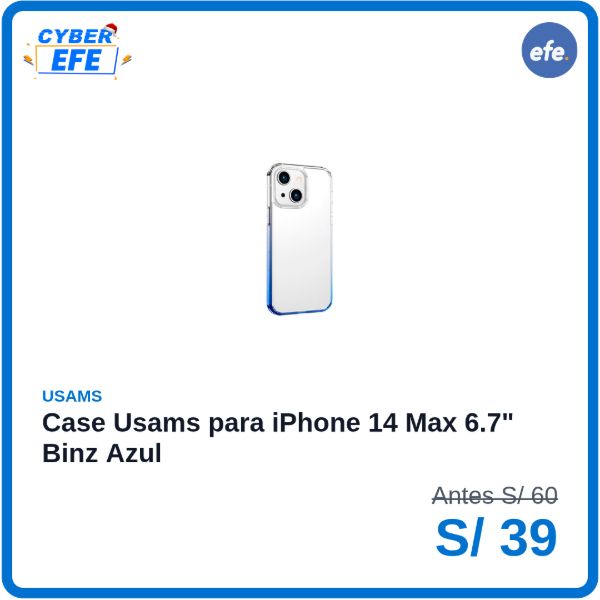 CYBER
EFE
efe.
USAMS
Case Usams para iPhone 14 Max 6.7"
Binz Azul
Antes S/ 60
S/ 39